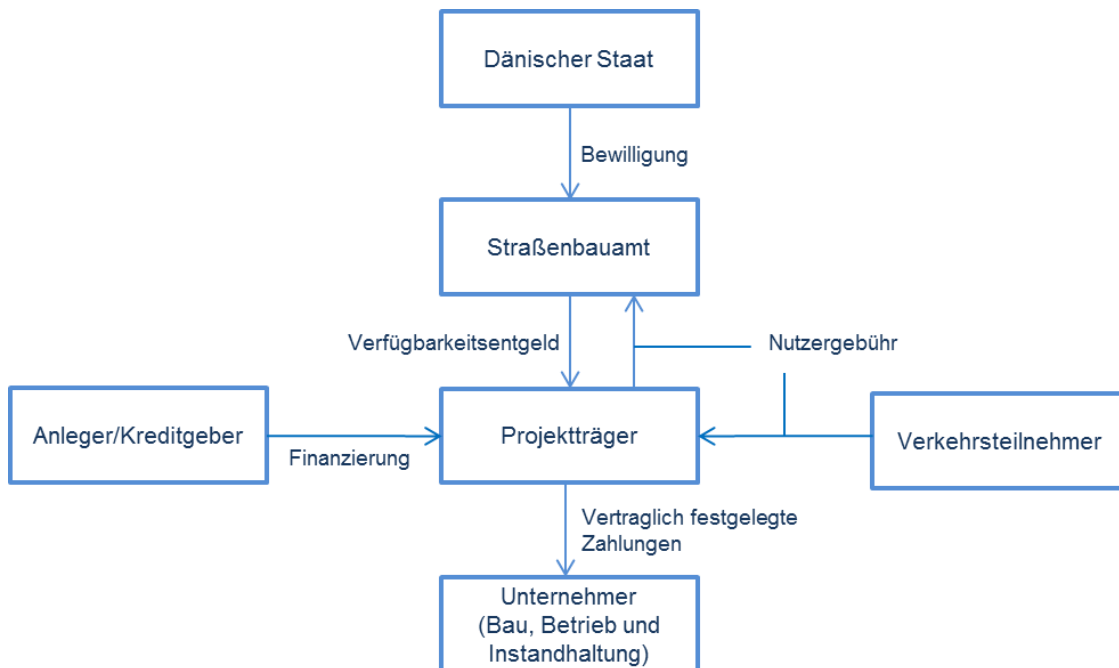 Dänischer Staat
Bewilligung
Straßenbauamt
Verfügbarkeitsentgeld
Nutzergebühr
Anleger/Kreditgeber
Finanzierung
Projektträger
Verkehrsteilnehmer
Vertraglich festgelegte
Zahlungen
Unternehmer
(Bau, Betrieb und
Instandhaltung)